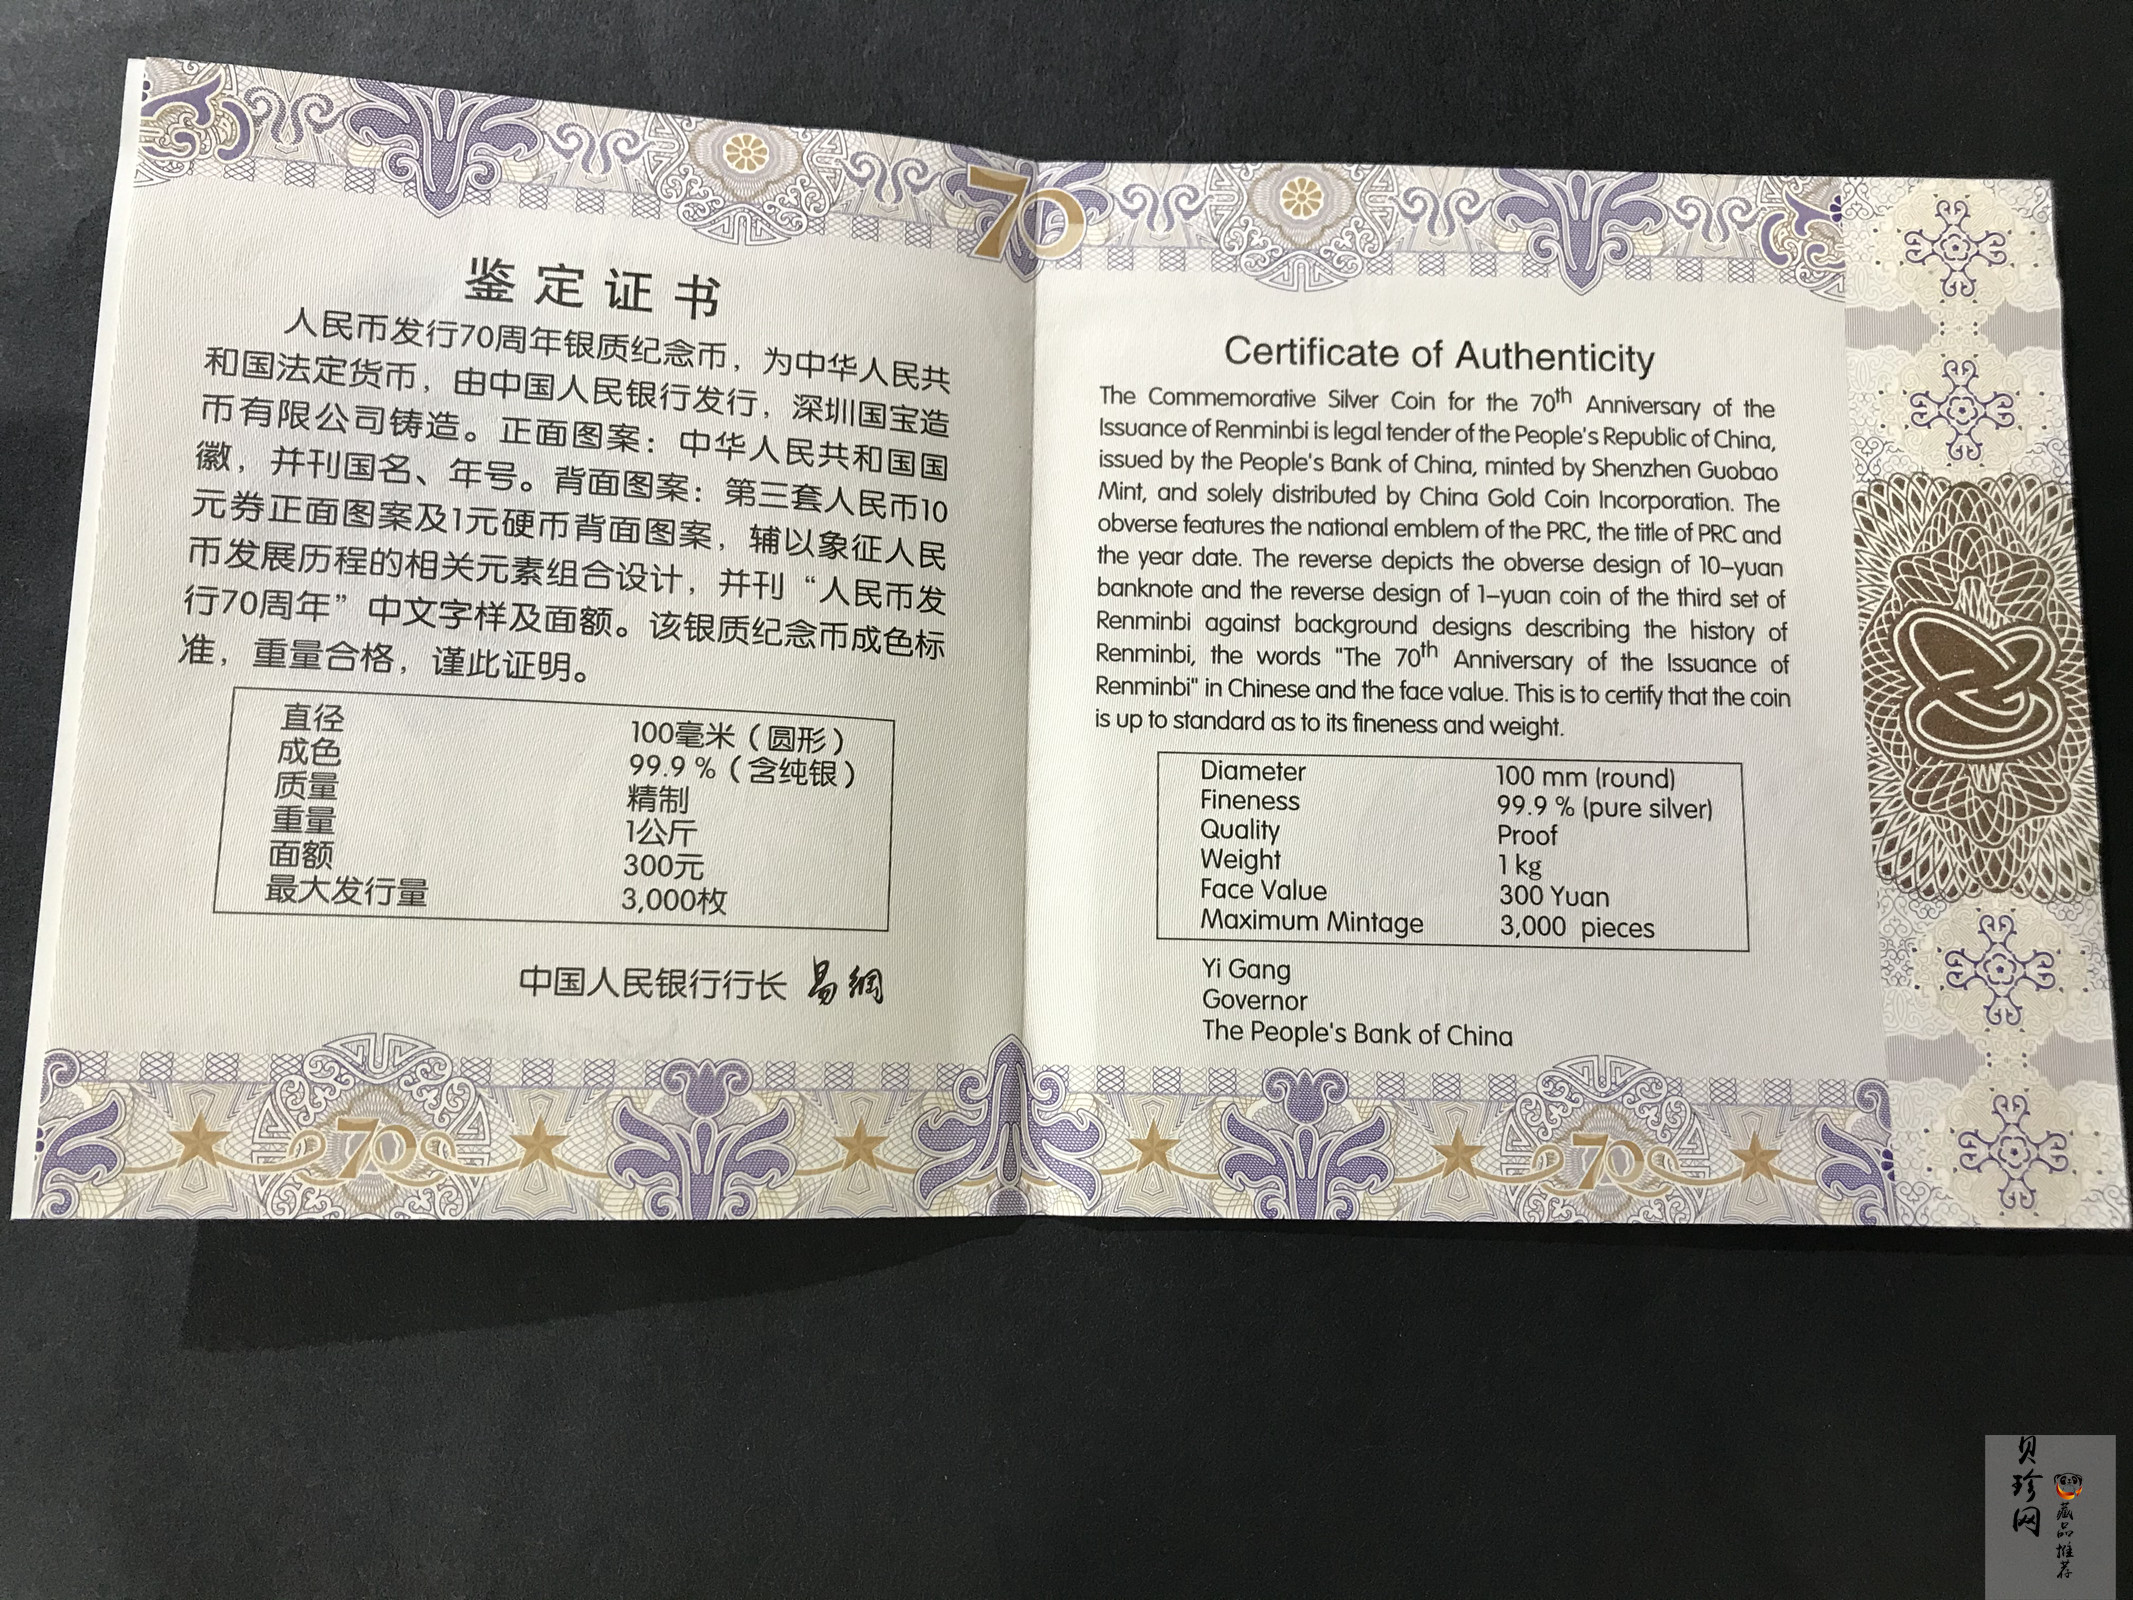 70
鉴定证书
人民币发行70周年银质纪念币，为中华人民共
和国法定货币，由中国人民银行发行，深圳国宝造
币有限公司铸造。正面图案：中华人民共和国国
徽，并刊国名、年号。背面图案：第三套人民币10
元券正面图案及1元硬币背面图案，辅以象征人民
币发展历程的相关元素组合设计，并刊“人民币发
行70周年”中文字样及面额。该银质纪念币成色标
准，重量合格，谨此证明。
直径 100毫米（圆形）
成色 99.9 %（含纯银）
质量 精制
重量 1公斤
面额 300元
最大发行量 3,000枚
中国人民银行行长 易纲
70
Certificate of Authenticity
The Commemorative Silver Coin for the 70th Anniversary of the
Issuance of Renminbi is legal tender of the People's Republic of China,
issued by the People's Bank of China, minted by Shenzhen Guobao
Mint, and solely distributed by China Gold Coin Incorporation. The
obverse features the national emblem of the PRC, the title of PRC and
the year date. The reverse depicts the obverse design of 10–yuan
banknote and the reverse design of 1–yuan coin of the third set of
Renminbi against background designs describing the history of
Renminbi, the words "The 70th Anniversary of the Issuance of
Renminbi" in Chinese and the face value. This is to certify that the coin
is up to standard as to its fineness and weight.
Diameter 100 mm (round)
Fineness 99.9 % (pure silver)
Quality Proof
Weight 1 kg
Face Value 300 Yuan
Maximum Mintage 3,000 pieces
Yi Gang
Governor
The People's Bank of China
70
贝珍网
藏品推荐